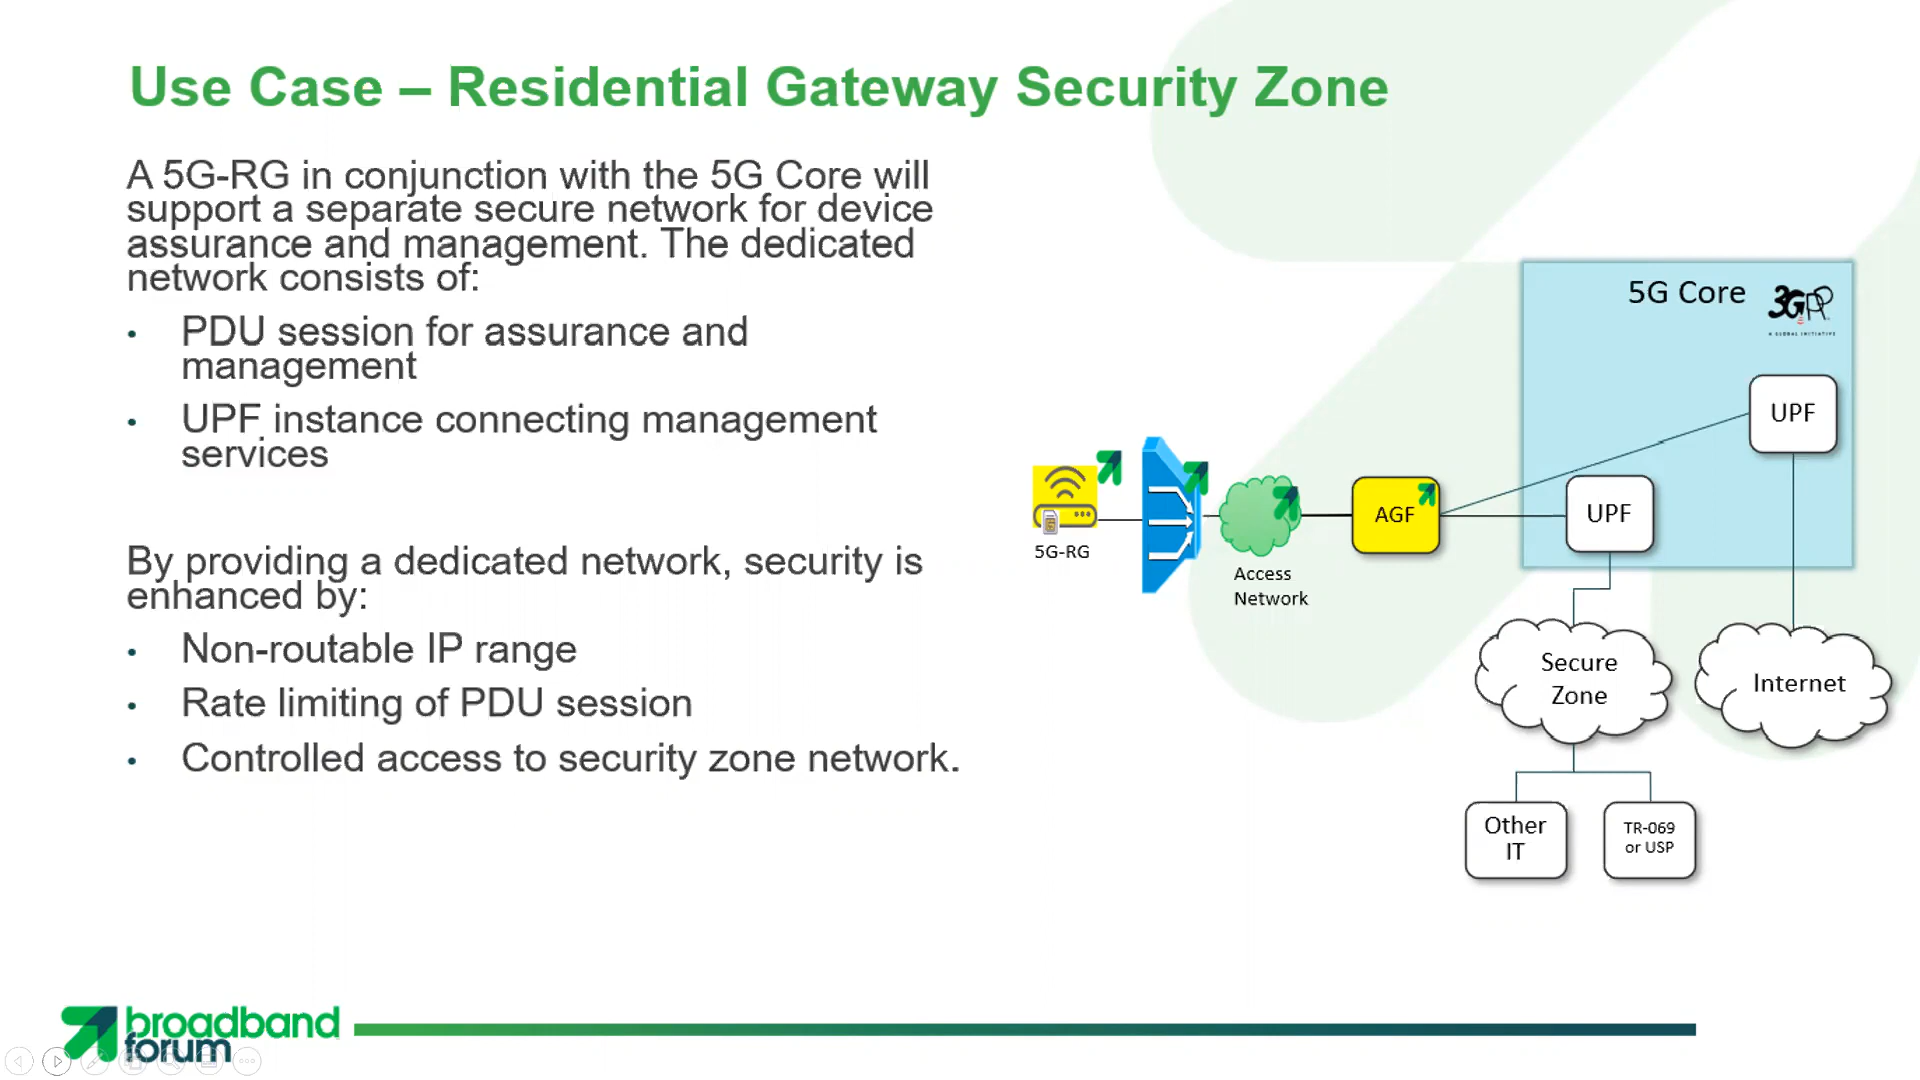 Use Case – Residential Gateway Security Zone
A 5G-RG in conjunction with the 5G Core will
support a separate secure network for device
assurance and management. The dedicated
network consists of:
• PDU session for assurance and
management
• UPF instance connecting management
services
By providing a dedicated network, security is
enhanced by:
• Non-routable IP range
• Rate limiting of PDU session
• Controlled access to security zone network.
5G Core
3GPP
A GLOBAL INITIATIVE
UPF
UPF
AGF
5G-RG
Access
Network
Secure
Zone
Internet
Other
IT
TR-069
or USP
broadband
forum